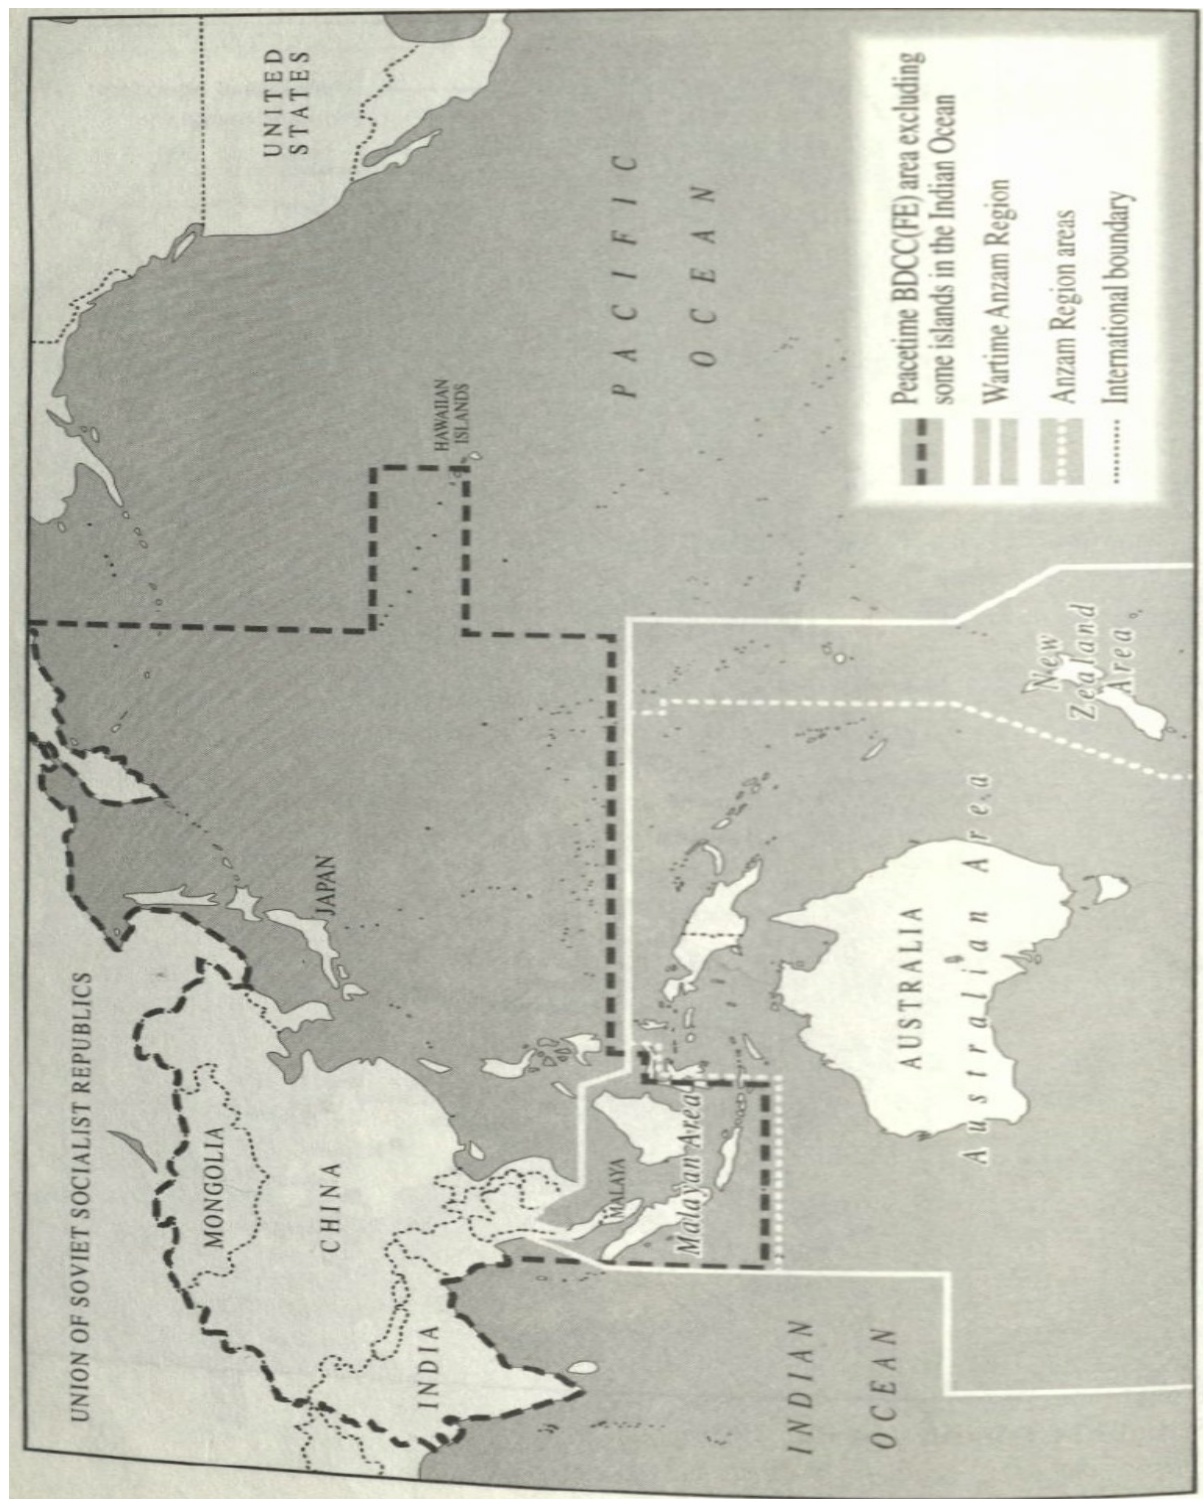 UNION OF SOVIET SOCIALIST REPUBLICS
MONGOLIA
CHINA
INDIA
JAPAN
UNITED
STATES
HAWAIIAN
ISLANDS
PACIFIC
OCEAN
MALAYA
Malayan Area
INDIAN
OCEAN
AUSTRALIA
Australian Area
New
Zealand
Area
Peacetime BDCC(FE) area excluding
some islands in the Indian Ocean
Wartime Anzam Region
Anzam Region areas
International boundary